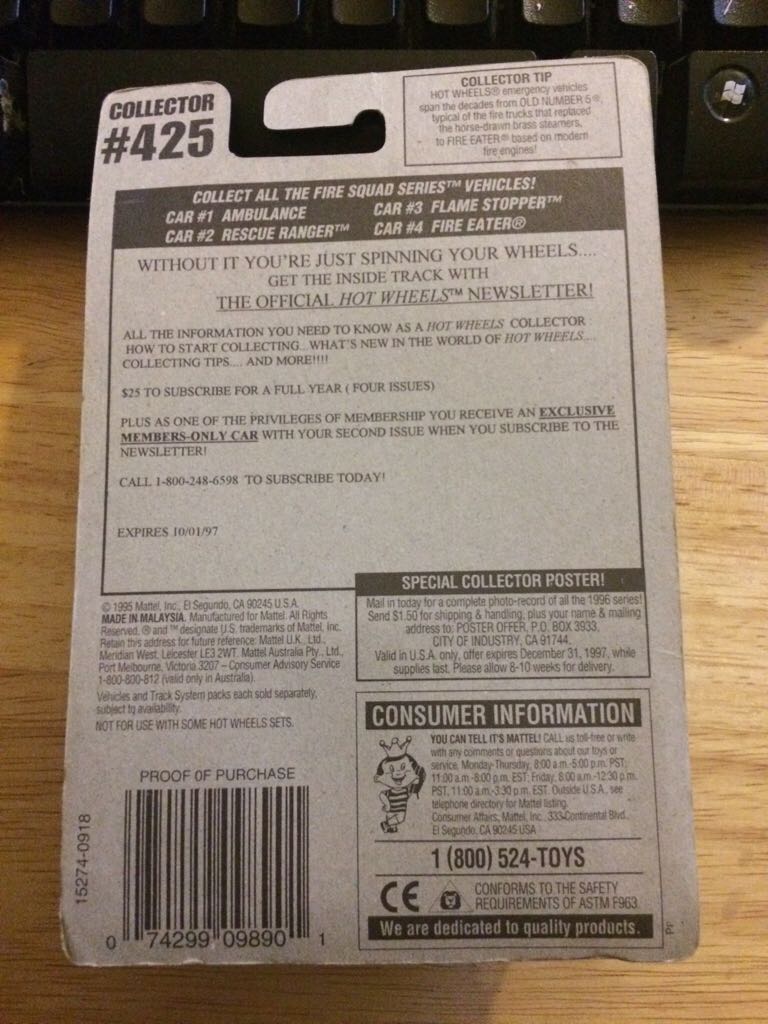 COLLECTOR
#425
COLLECTOR TIP
HOT WHEELS® emergency vehicles
span the decades from OLD NUMBER 5®,
typical of the fire trucks that replaced
the horse-drawn brass steamers,
to FIRE EATER® based on modern
fire engines!
COLLECT ALL THE FIRE SQUAD SERIES™ VEHICLES!
CAR #1 AMBULANCE CAR #3 FLAME STOPPER™
CAR #2 RESCUE RANGER™ CAR #4 FIRE EATER®
WITHOUT IT YOU'RE JUST SPINNING YOUR WHEELS....
GET THE INSIDE TRACK WITH
THE OFFICIAL HOT WHEELS™ NEWSLETTER!
ALL THE INFORMATION YOU NEED TO KNOW AS A HOT WHEELS COLLECTOR
HOW TO START COLLECTING...WHAT'S NEW IN THE WORLD OF HOT WHEELS....
COLLECTING TIPS.... AND MORE!!!!
$25 TO SUBSCRIBE FOR A FULL YEAR ( FOUR ISSUES)
PLUS AS ONE OF THE PRIVILEGES OF MEMBERSHIP YOU RECEIVE AN EXCLUSIVE
MEMBERS-ONLY CAR WITH YOUR SECOND ISSUE WHEN YOU SUBSCRIBE TO THE
NEWSLETTER!
CALL 1-800-248-6598 TO SUBSCRIBE TODAY!
EXPIRES 10/01/97
© 1995 Mattel, Inc., El Segundo, CA 90245 U.S.A.
MADE IN MALAYSIA. Manufactured for Mattel. All Rights
Reserved. ® and ™ designate U.S. trademarks of Mattel, Inc.
Retain this address for future reference: Mattel U.K., Ltd.,
Meridian West, Leicester LE3 2WT. Mattel Australia Pty., Ltd.,
Port Melbourne, Victoria 3207 – Consumer Advisory Service
1-800-800-812 (valid only in Australia).
Vehicles and Track System packs each sold separately,
subject to availability.
NOT FOR USE WITH SOME HOT WHEELS SETS.
SPECIAL COLLECTOR POSTER!
Mail in today for a complete photo-record of all the 1996 series!
Send $1.50 for shipping & handling, plus your name & mailing
address to: POSTER OFFER, P.O. BOX 3933,
CITY OF INDUSTRY, CA 91744.
Valid in U.S.A. only, offer expires December 31, 1997, while
supplies last. Please allow 8-10 weeks for delivery.
CONSUMER INFORMATION
YOU CAN TELL IT'S MATTEL! CALL us toll-free or write
with any comments or questions about our toys or
service. Monday-Thursday, 8:00 a.m.-5:00 p.m. PST,
11:00 a.m.-8:00 p.m. EST: Friday, 8:00 a.m.-12:30 p.m.
PST, 11:00 a.m.-3:30 p.m. EST. Outside U.S.A., see
telephone directory for Mattel listing.
Consumer Affairs, Mattel, Inc. 333 Continental Blvd.,
El Segundo, CA 90245 USA
1 (800) 524-TOYS
CE CONFORMS TO THE SAFETY
REQUIREMENTS OF ASTM F963.
We are dedicated to quality products.
PP
PROOF OF PURCHASE
15274-0918
0 74299 09890 1